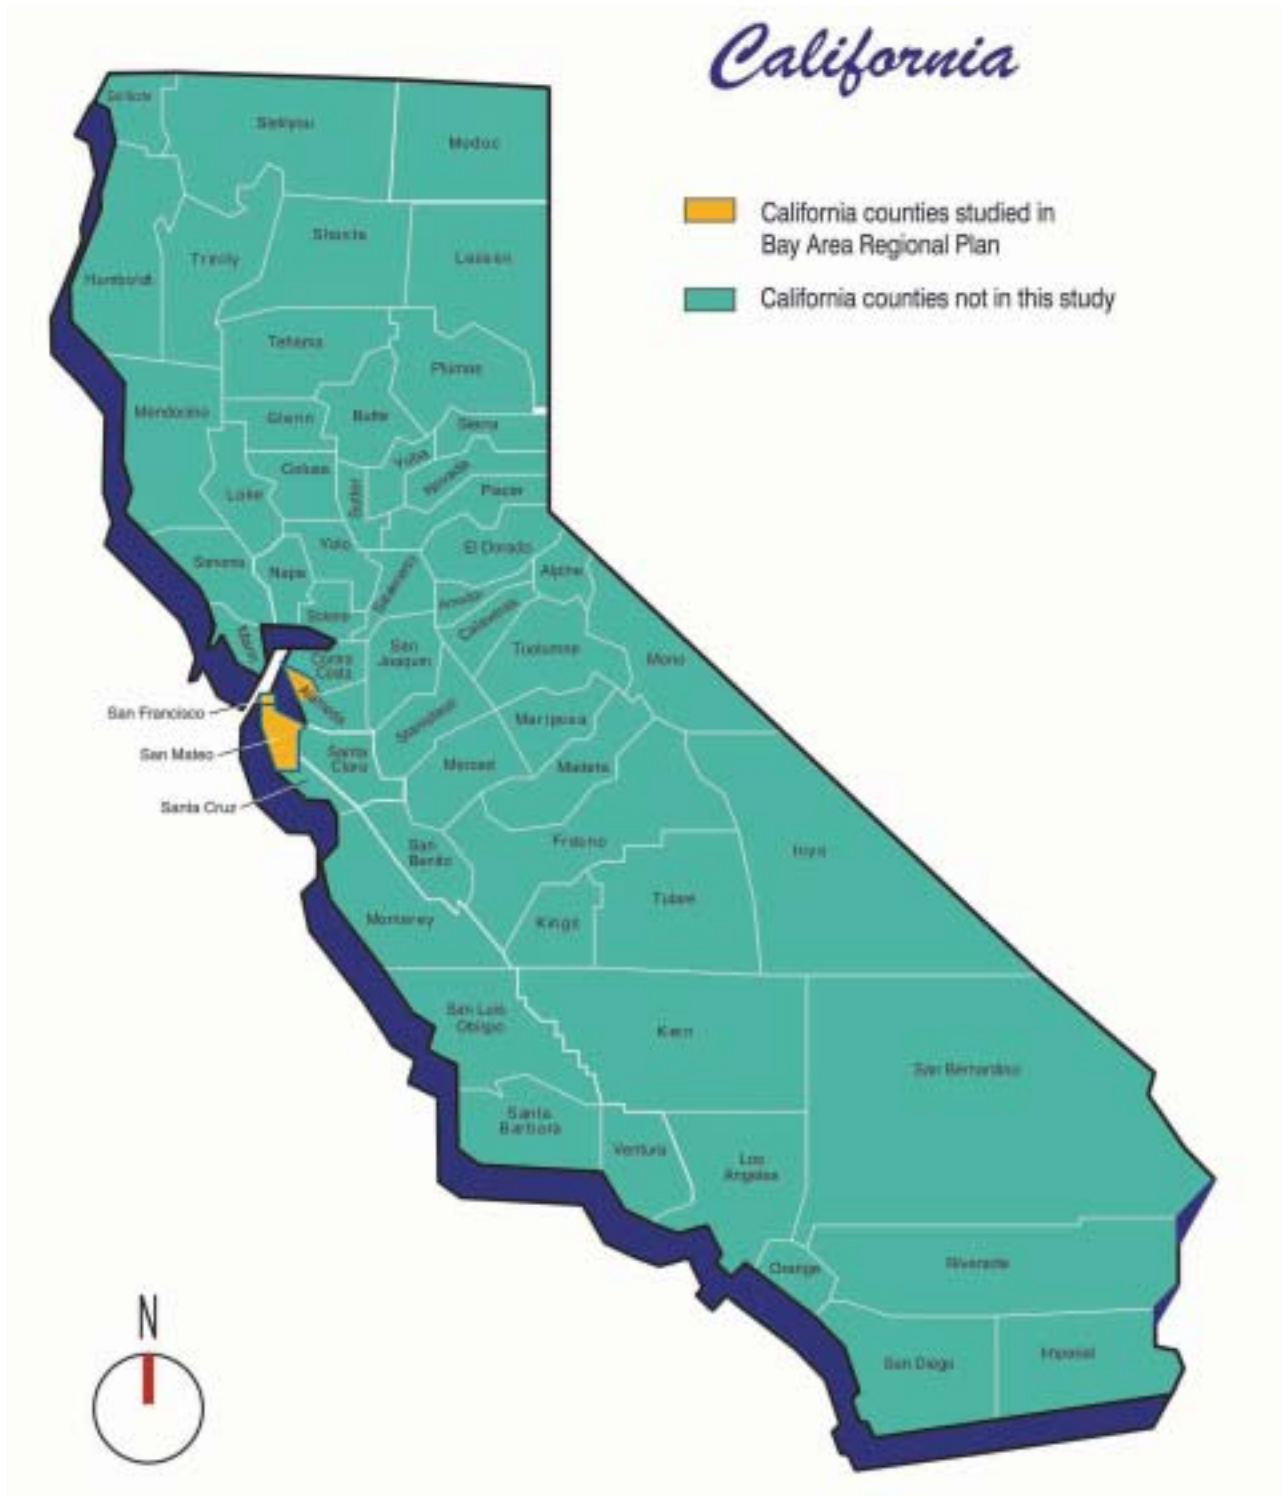 California
California counties studied in
Bay Area Regional Plan
California counties not in this study
Siskiyou
Modoc
Shasta
Trinity
Lassen
Humboldt
Tehama
Plumas
Mendocino
Glenn
Butte
Sierra
Yuba
Colusa
Nevada
Lake
Sutter
Placer
Yolo
El Dorado
Sonoma
Napa
Alpine
Sacramento
Amador
Solano
Calaveras
Marin
San
Joaquin
Tuolumne
Contra
Costa
Mono
Alameda
San Francisco
Stanislaus
Mariposa
San Mateo
Santa
Clara
Merced
Madera
Santa Cruz
San
Benito
Fresno
Inyo
Tulare
Monterey
Kings
San Luis
Obispo
Kern
San Bernardino
Santa
Barbara
Ventura
Los
Angeles
Orange
Riverside
N
San Diego
Imperial